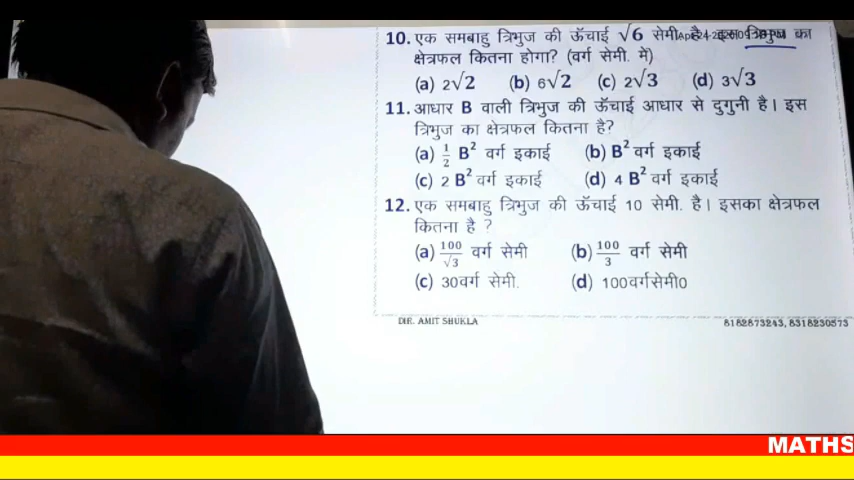 10. एक समबाहु त्रिभुज की ऊँचाई √6 सेमी. है। इस त्रिभुज का
क्षेत्रफल कितना होगा? (वर्ग सेमी. में)
(a) 2√2 (b) 6√2 (c) 2√3 (d) 3√3
11. आधार B वाली त्रिभुज की ऊँचाई आधार से दुगुनी है। इस
त्रिभुज का क्षेत्रफल कितना है?
(a) 1/2 B² वर्ग इकाई (b) B² वर्ग इकाई
(c) 2 B² वर्ग इकाई (d) 4 B² वर्ग इकाई
12. एक समबाहु त्रिभुज की ऊँचाई 10 सेमी. है। इसका क्षेत्रफल
कितना है ?
(a) 100/√3 वर्ग सेमी (b) 100/3 वर्ग सेमी
(c) 30वर्ग सेमी. (d) 100वर्गसेमी0
DIR. AMIT SHUKLA 8182873243, 8318230573
MATHS